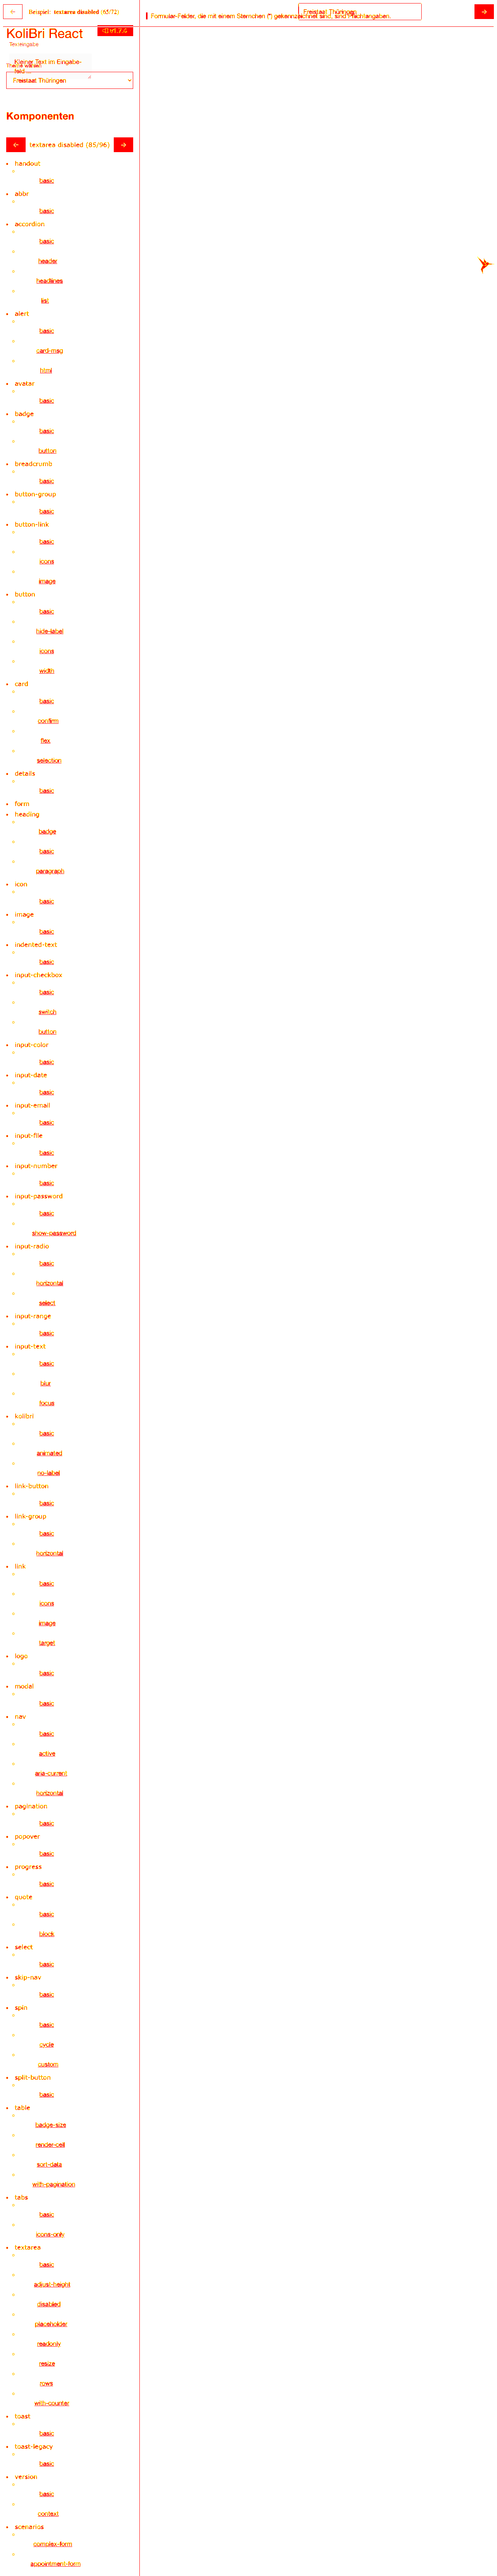 Beispiel textarea disabled
Formular-Felder, die mit einem Sternchen (*) gekennzeichnet sind, sind Pflichtangaben.
Freistaat Thüringen
KoliBri React
Texteingabe
Kleiner Text im Eingabe-
feld
Freistaat Thüringen
Komponenten
textarea disabled (85/96)
handout
basic
abbr
basic
accordion
basic
header
headlines
list
alert
basic
card-msg
html
avatar
basic
badge
basic
button
breadcrumb
basic
button-group
basic
button-link
basic
icons
image
button
basic
hide-label
icons
width
card
basic
confirm
flex
selection
details
basic
form
heading
badge
basic
paragraph
icon
basic
image
basic
indented-text
basic
input-checkbox
basic
switch
button
input-color
basic
input-date
basic
input-email
basic
input-file
basic
input-number
basic
input-password
basic
show-password
input-radio
basic
horizontal
select
input-range
basic
input-text
basic
blur
focus
kolibri
basic
animated
no-label
link-button
basic
link-group
basic
horizontal
link
basic
icons
image
target
logo
basic
modal
basic
nav
basic
active
aria-current
horizontal
pagination
basic
popover
basic
progress
basic
quote
basic
block
select
basic
skip-nav
basic
spin
basic
cycle
custom
split-button
basic
table
badge-size
render-cell
sort-data
with-pagination
tabs
basic
icons-only
textarea
basic
adjust-height
disabled
placeholder
readonly
resize
rows
with-counter
toast
basic
toast-legacy
basic
version
basic
context
scenarios
complex-form
appointment-form